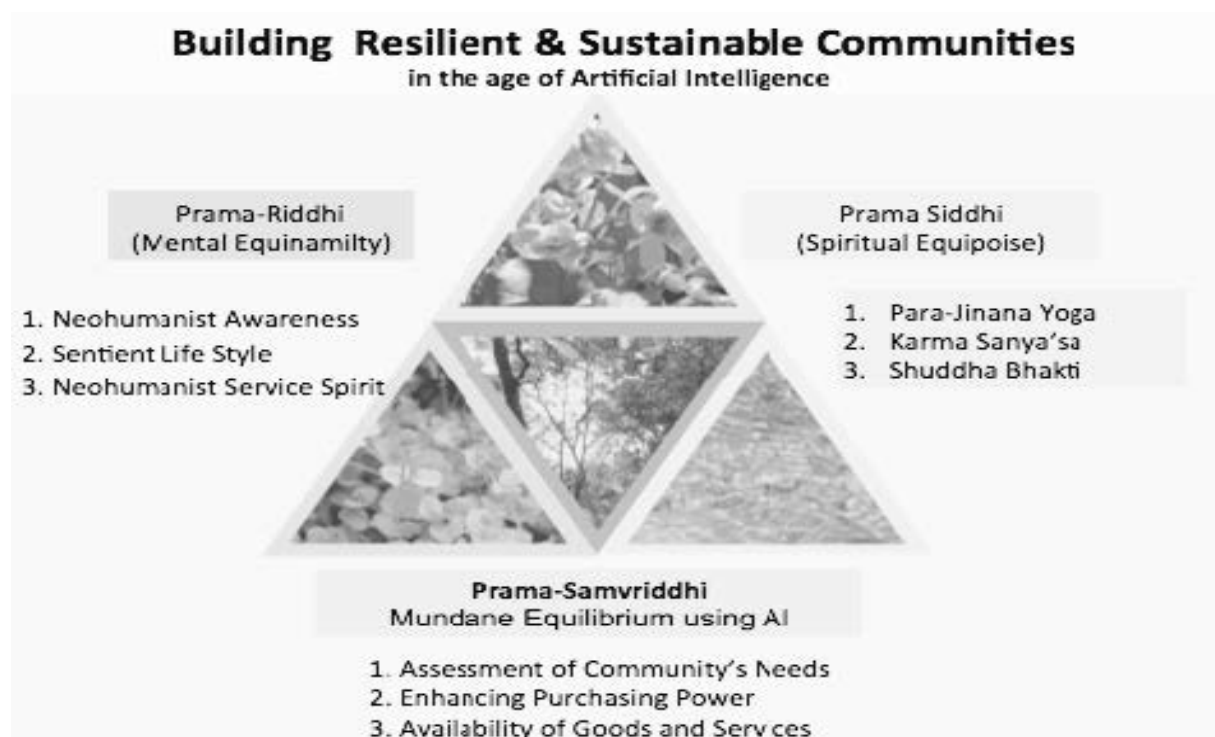 Building Resilient & Sustainable Communities
in the age of Artificial Intelligence
Prama-Riddhi
(Mental Equinamilty)
Prama Siddhi
(Spiritual Equipoise)
1. Neohumanist Awareness
2. Sentient Life Style
3. Neohumanist Service Spirit
1. Para-Jinana Yoga
2. Karma Sanya'sa
3. Shuddha Bhakti
Prama-Samvriddhi
Mundane Equilibrium using AI
1. Assessment of Community's Needs
2. Enhancing Purchasing Power
3. Availability of Goods and Services